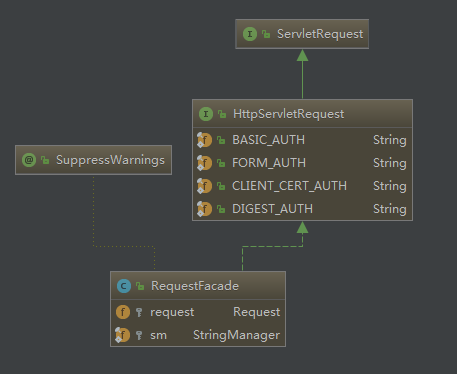 ServletRequest
HttpServletRequest
BASIC_AUTH String
FORM_AUTH String
CLIENT_CERT_AUTH String
DIGEST_AUTH String
SuppressWarnings
RequestFacade
request Request
sm StringManager